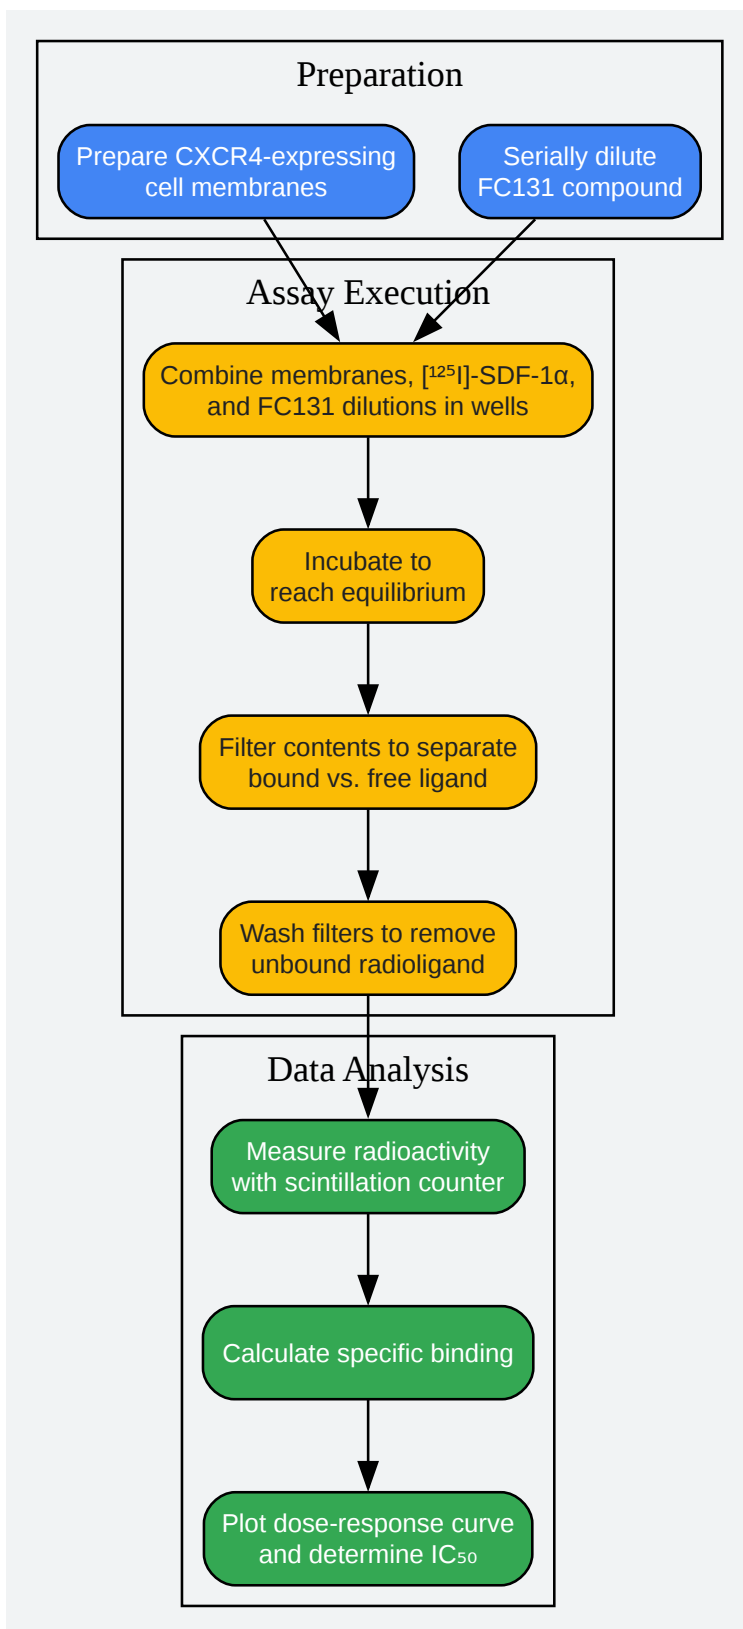 Preparation
Prepare CXCR4-expressing
cell membranes
Serially dilute
FC131 compound
Assay Execution
Combine membranes, [¹²⁵I]-SDF-1α,
and FC131 dilutions in wells
Incubate to
reach equilibrium
Filter contents to separate
bound vs. free ligand
Wash filters to remove
unbound radioligand
Data Analysis
Measure radioactivity
with scintillation counter
Calculate specific binding
Plot dose-response curve
and determine IC₅₀